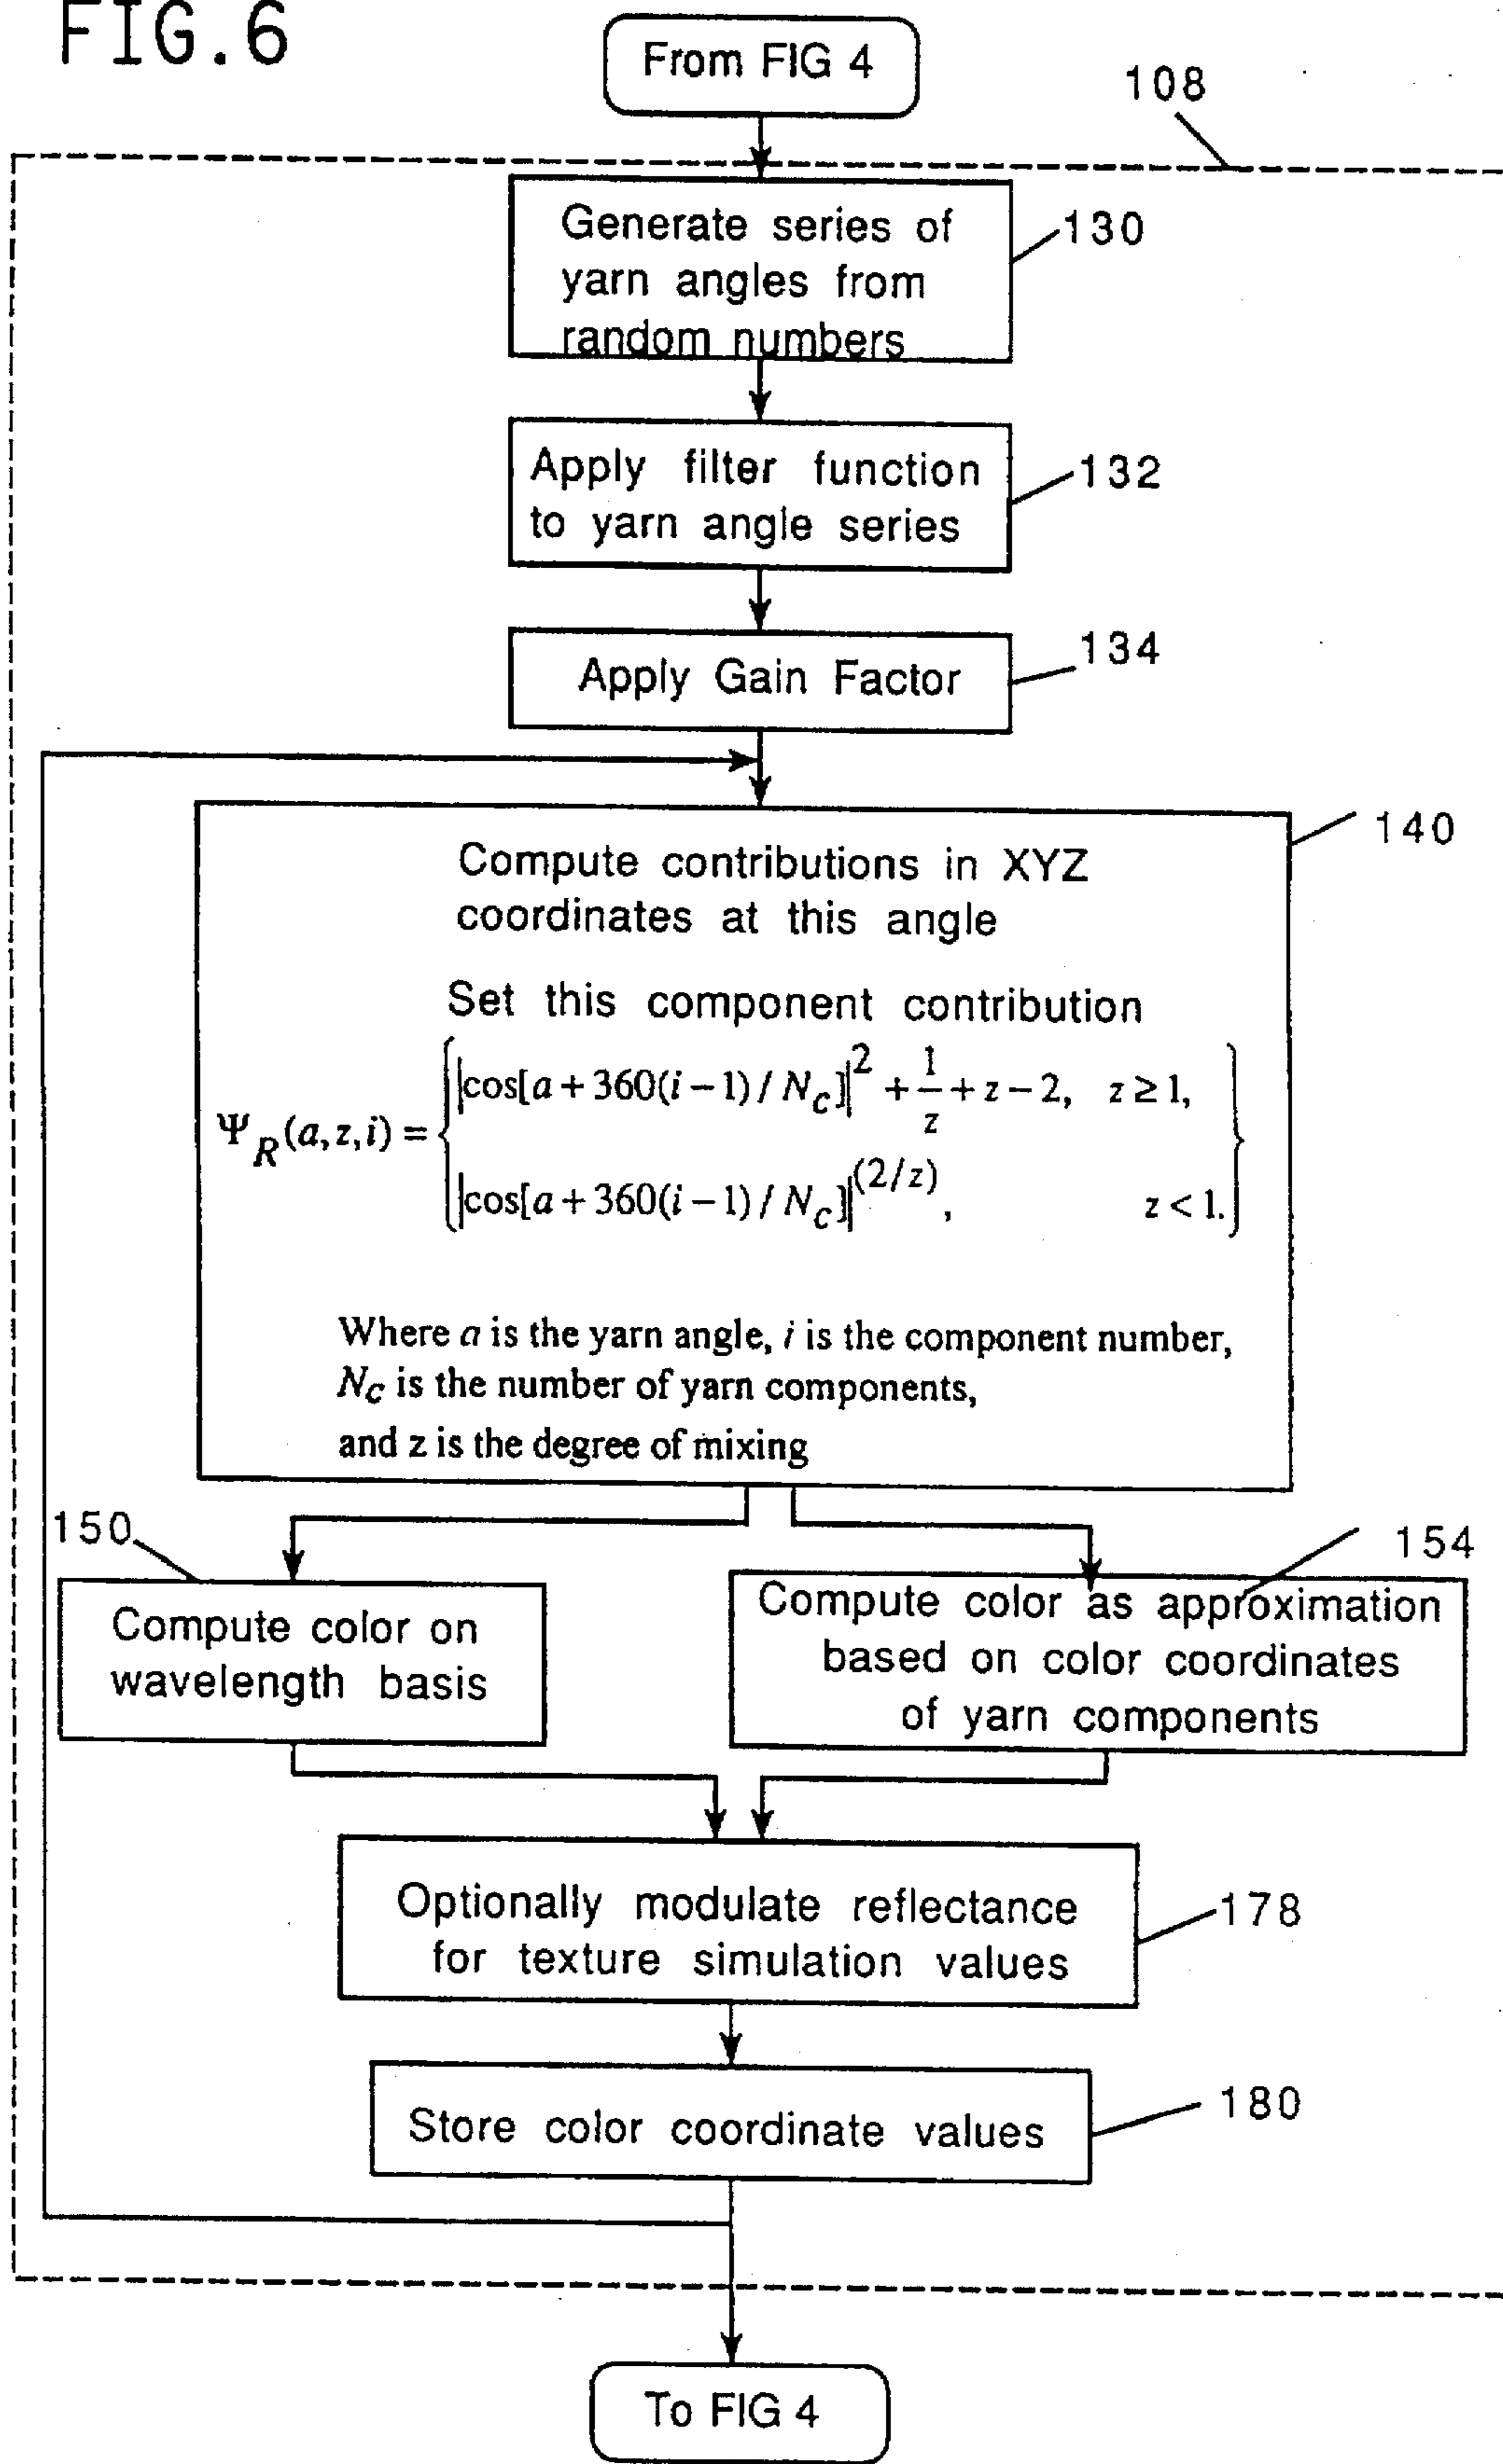 FIG.6
From FIG 4
108
Generate series of
yarn angles from
random numbers
130
Apply filter function
to yarn angle series
132
Apply Gain Factor
134
140
Compute contributions in XYZ
coordinates at this angle
Set this component contribution
Ψ_R(a,z,i) = { |cos[a+360(i−1)/N_c]|^2 + 1/z + z−2, z ≥ 1,
|cos[a+360(i−1)/N_c]|^(2/z), z < 1. }
Where a is the yarn angle, i is the component number,
N_c is the number of yarn components,
and z is the degree of mixing
150
Compute color on
wavelength basis
154
Compute color as approximation
based on color coordinates
of yarn components
Optionally modulate reflectance
for texture simulation values
178
Store color coordinate values
180
To FIG 4